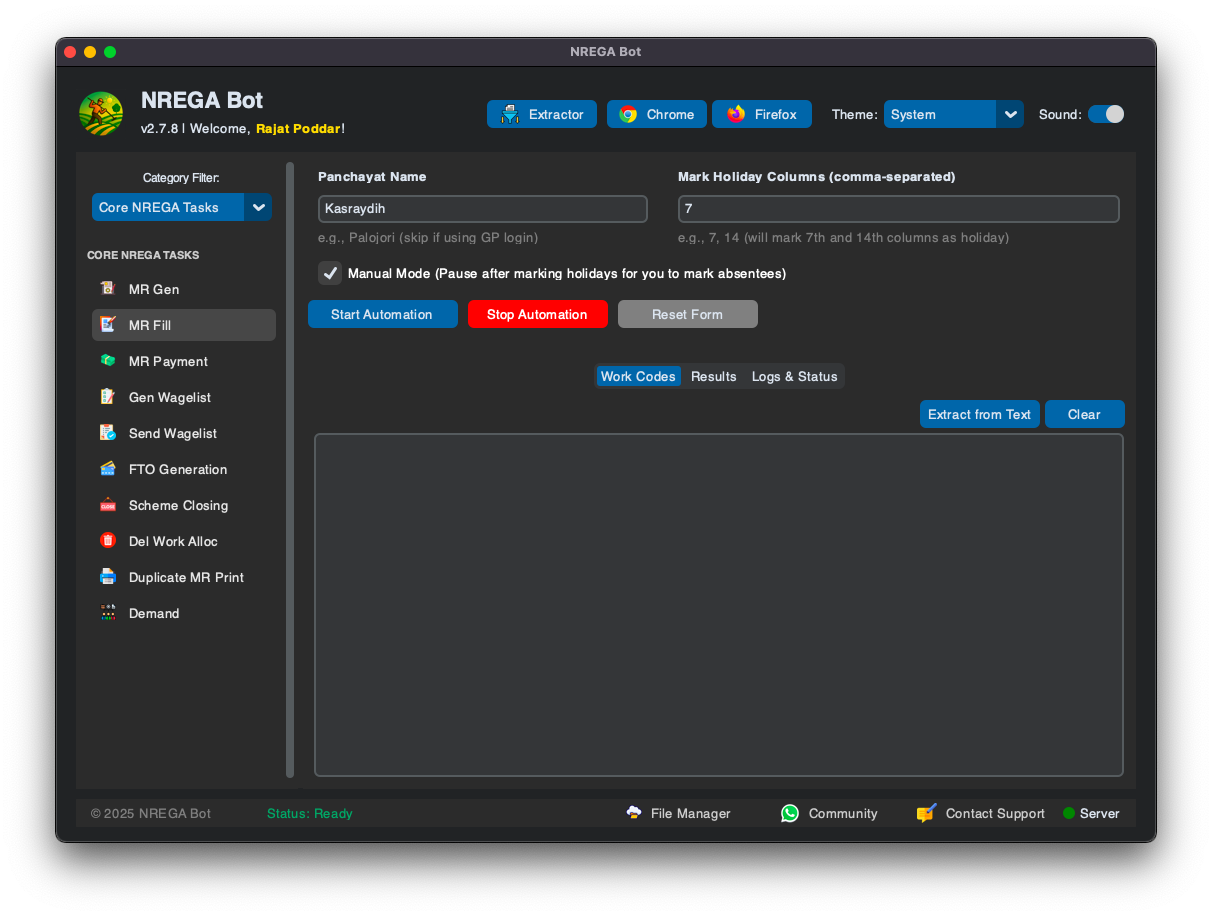 NREGA Bot
NREGA Bot
v2.7.8 | Welcome, Rajat Poddar!
Extractor
Chrome
Firefox
Theme:
System
Sound:
Category Filter:
Core NREGA Tasks
CORE NREGA TASKS
MR Gen
MR Fill
MR Payment
Gen Wagelist
Send Wagelist
FTO Generation
Scheme Closing
Del Work Alloc
Duplicate MR Print
Demand
Panchayat Name
Kasraydih
e.g., Palojori (skip if using GP login)
Mark Holiday Columns (comma-separated)
7
e.g., 7, 14 (will mark 7th and 14th columns as holiday)
Manual Mode (Pause after marking holidays for you to mark absentees)
Start Automation
Stop Automation
Reset Form
Work Codes
Results
Logs & Status
Extract from Text
Clear
© 2025 NREGA Bot
Status: Ready
File Manager
Community
Contact Support
Server